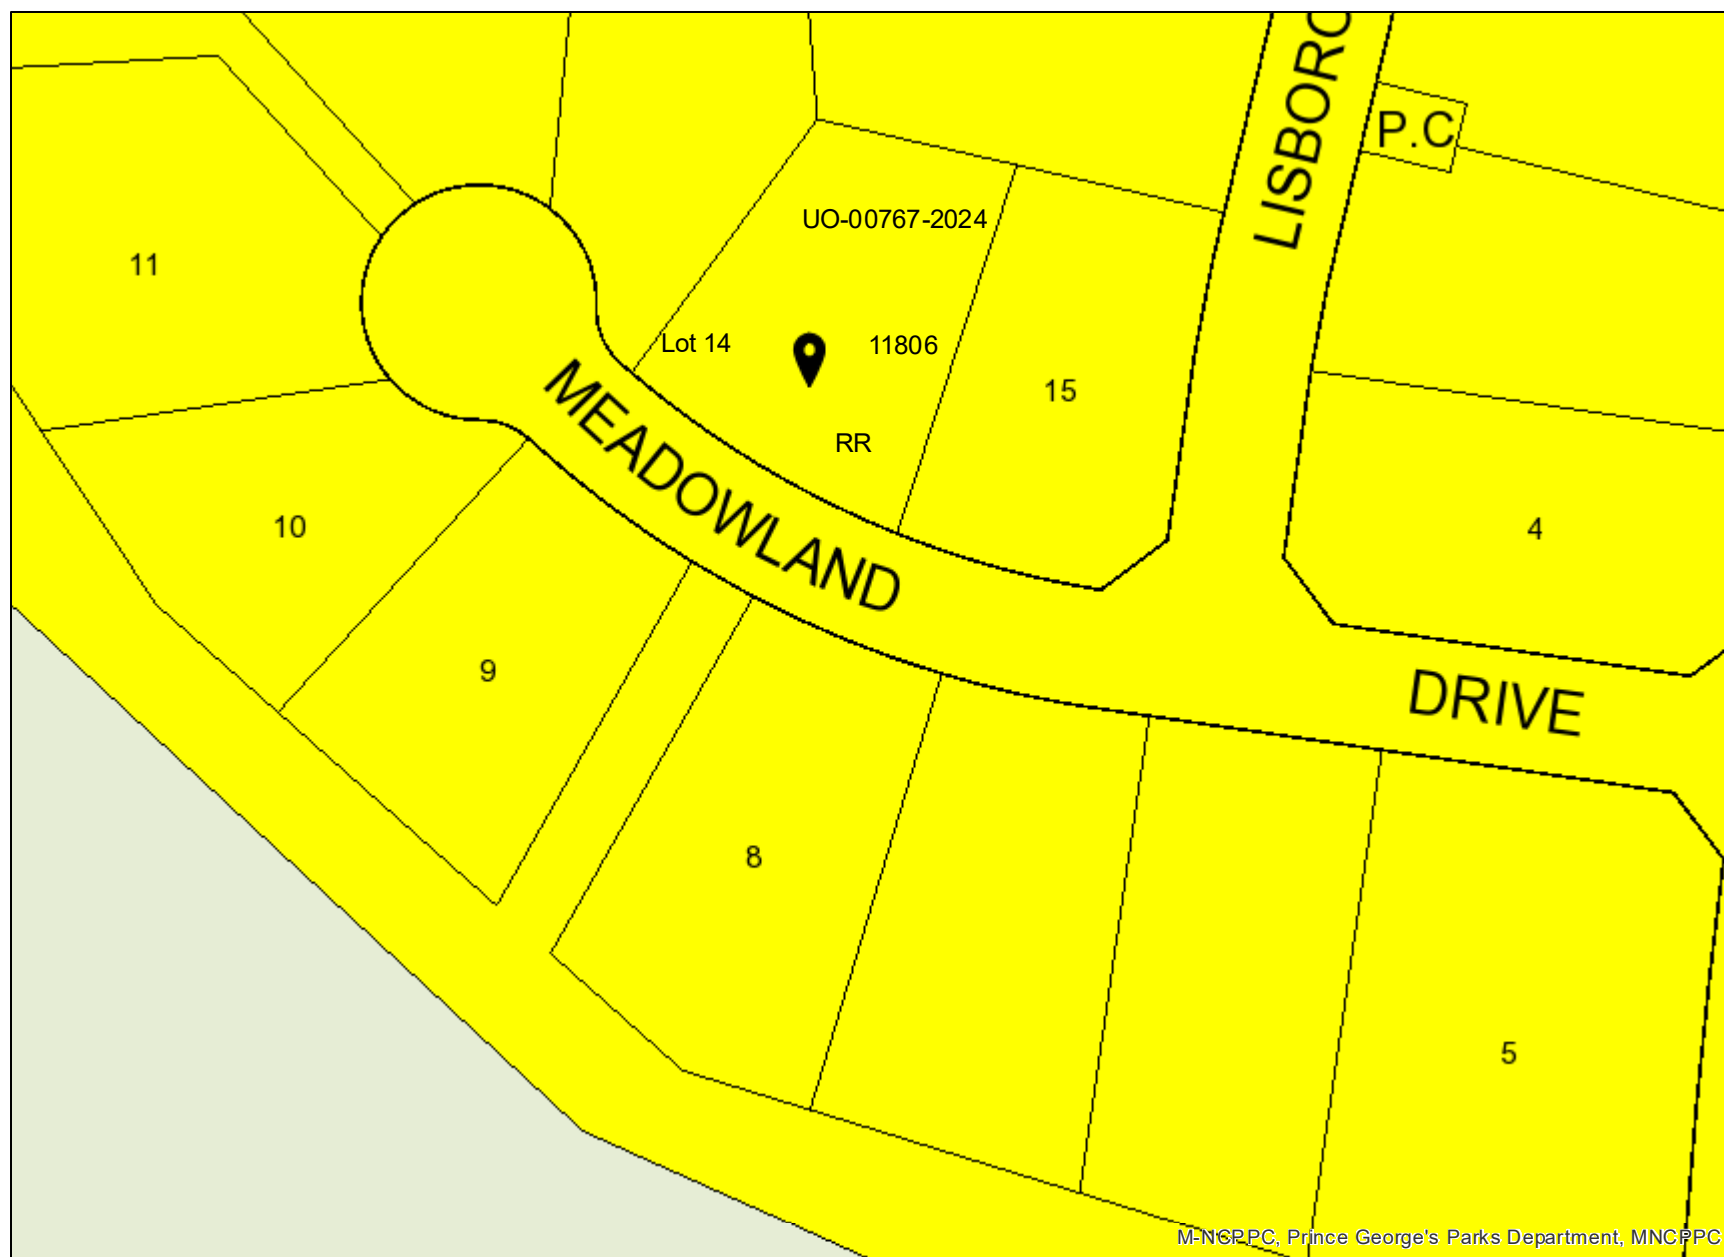 LISBORO
P.C
UO-00767-2024
11
Lot 14
11806
15
RR
MEADOWLAND
10
4
9
DRIVE
8
5
M-NCPPC, Prince George's Parks Department, MNCPPC